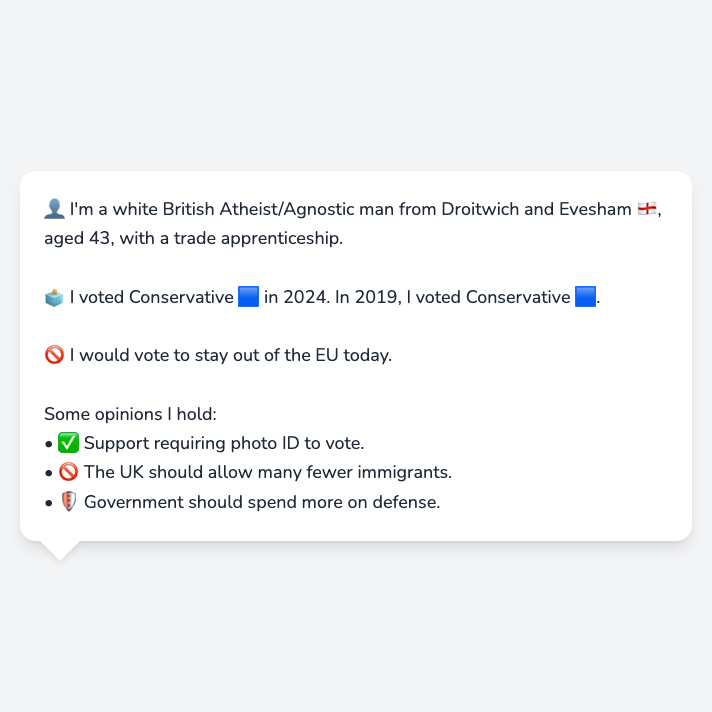 👤 I'm a white British Atheist/Agnostic man from Droitwich and Evesham 🏴󠁧󠁢󠁥󠁮󠁧󠁿,
aged 43, with a trade apprenticeship.
🗳️ I voted Conservative 🟦 in 2024. In 2019, I voted Conservative 🟦.
🚫 I would vote to stay out of the EU today.
Some opinions I hold:
• ✅ Support requiring photo ID to vote.
• 🚫 The UK should allow many fewer immigrants.
• 🛡️ Government should spend more on defense.